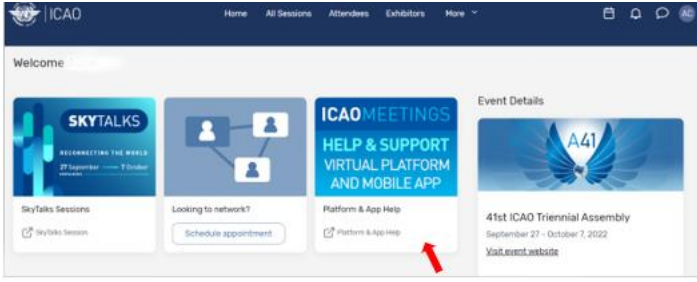 ICAO
Home All Sessions Attendees Exhibitors More
AC
Welcome
SKYTALKS
RECONNECTING THE WORLD
27 September 7 October
SkyTalks Sessions
SkyTalks Session
Looking to network?
Schedule appointment
ICAOMEETINGS
HELP & SUPPORT
VIRTUAL PLATFORM
AND MOBILE APP
Platform & App Help
Platform & App Help
Event Details
A41
41st ICAO Triennial Assembly
September 27 - October 7, 2022
Visit event website